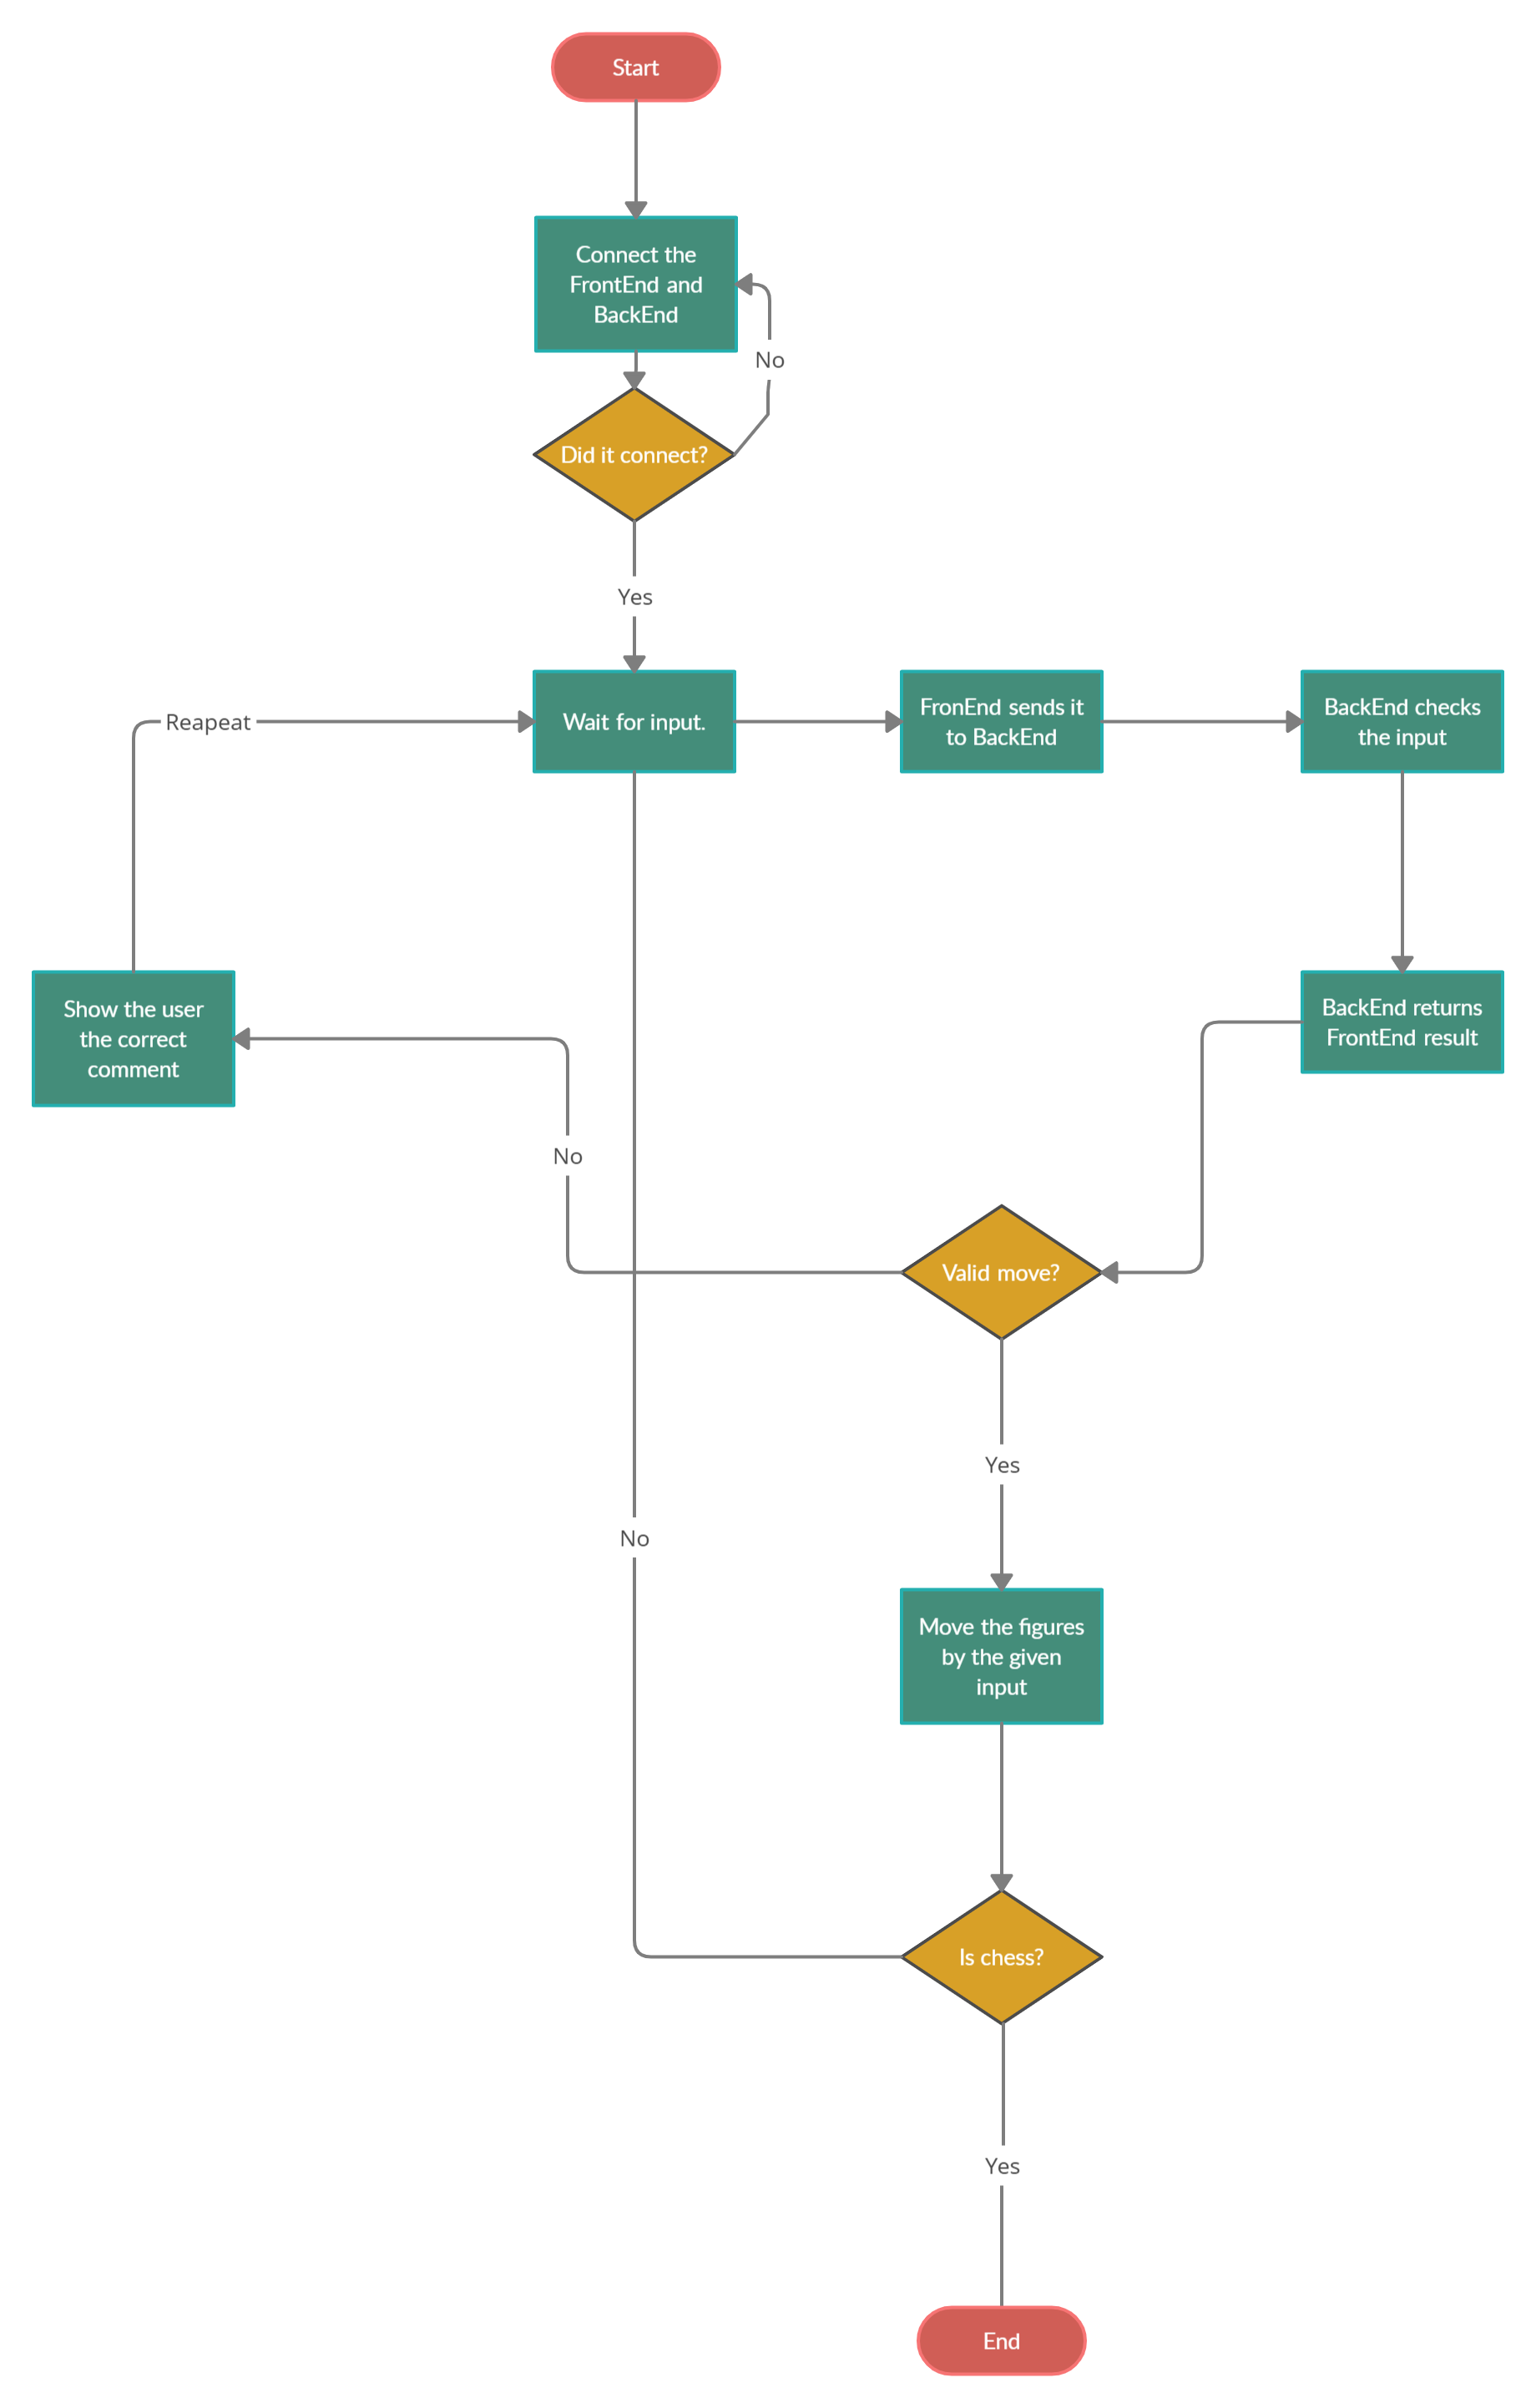 Start
Connect the
FrontEnd and
BackEnd
No
Did it connect?
Yes
Reapeat
Wait for input.
FronEnd sends it
to BackEnd
BackEnd checks
the input
Show the user
the correct
comment
BackEnd returns
FrontEnd result
No
Valid move?
Yes
No
Move the figures
by the given
input
Is chess?
Yes
End